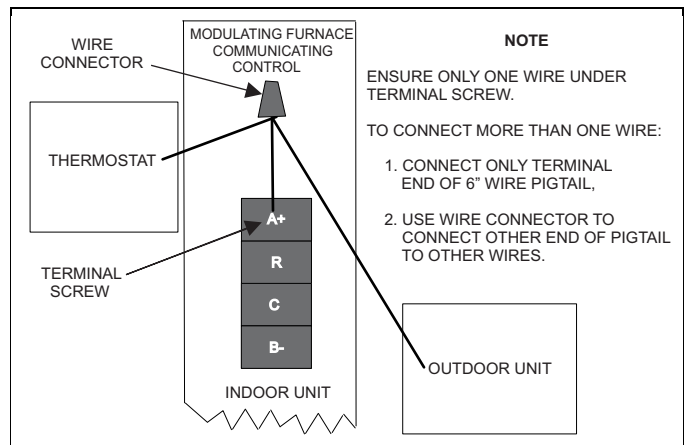 WIRE
CONNECTOR
MODULATING FURNACE
COMMUNICATING
CONTROL
THERMOSTAT
A+
R
C
B-
TERMINAL
SCREW
INDOOR UNIT
OUTDOOR UNIT
NOTE
ENSURE ONLY ONE WIRE UNDER
TERMINAL SCREW.
TO CONNECT MORE THAN ONE WIRE:
1. CONNECT ONLY TERMINAL
END OF 6” WIRE PIGTAIL,
2. USE WIRE CONNECTOR TO
CONNECT OTHER END OF PIGTAIL
TO OTHER WIRES.